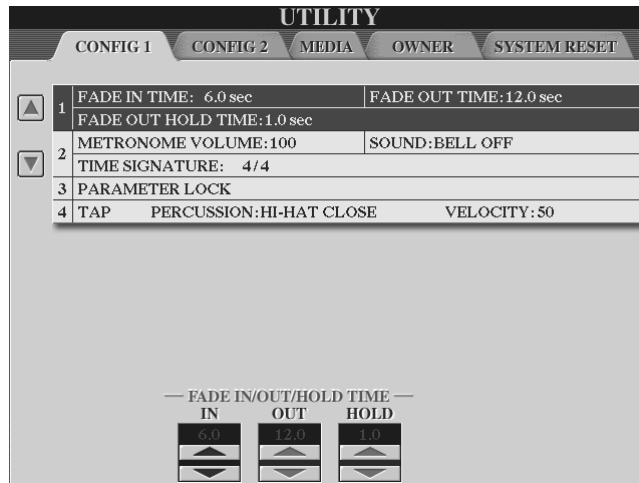 UTILITY
CONFIG 1 CONFIG 2 MEDIA OWNER SYSTEM RESET
1 FADE IN TIME: 6.0 sec FADE OUT TIME:12.0 sec
FADE OUT HOLD TIME:1.0 sec
2 METRONOME VOLUME:100 SOUND:BELL OFF
TIME SIGNATURE: 4/4
3 PARAMETER LOCK
4 TAP PERCUSSION:HI-HAT CLOSE VELOCITY:50
FADE IN/OUT/HOLD TIME
IN OUT HOLD
6.0 12.0 1.0